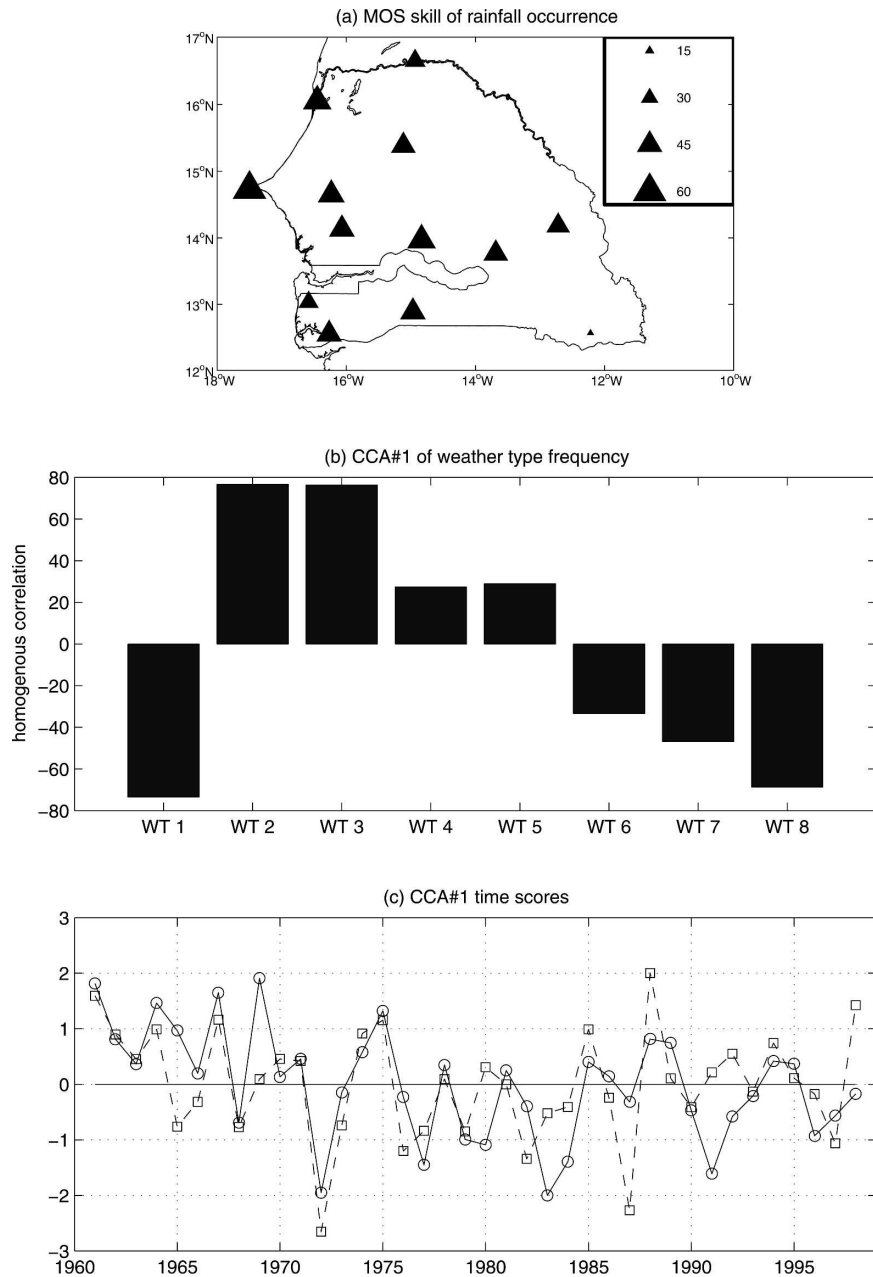 (a) MOS skill of rainfall occurrence
17°N
16°N
15°N
14°N
13°N
12°N
18°W
16°W
14°W
12°W
10°W
15
30
45
60
(b) CCA#1 of weather type frequency
homogenous correlation
80
60
40
20
0
−20
−40
−60
−80
WT 1
WT 2
WT 3
WT 4
WT 5
WT 6
WT 7
WT 8
(c) CCA#1 time scores
3
2
1
0
−1
−2
−3
1960
1965
1970
1975
1980
1985
1990
1995